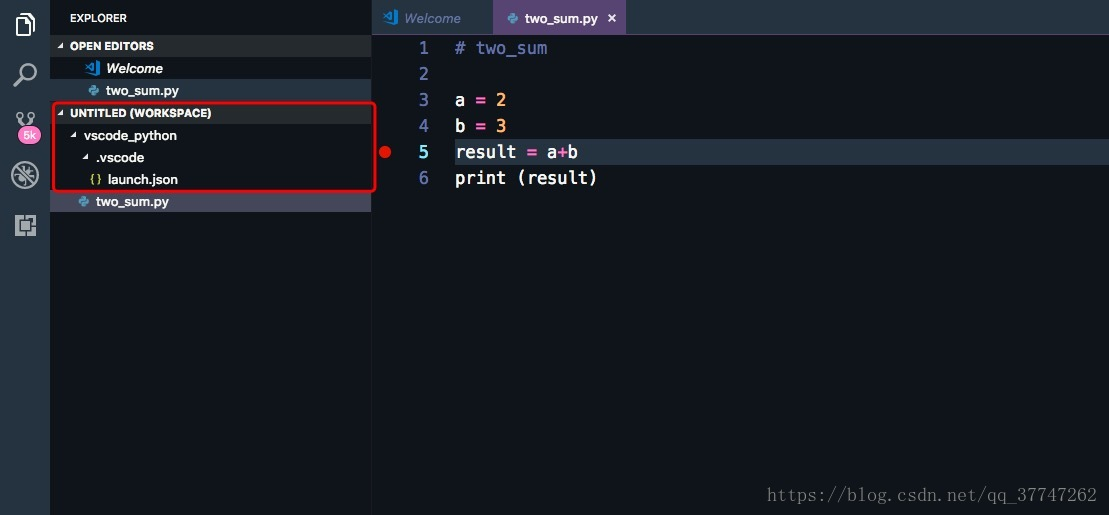 EXPLORER
OPEN EDITORS
Welcome
two_sum.py
UNTITLED (WORKSPACE)
vscode_python
.vscode
{} launch.json
two_sum.py
5k
Welcome
two_sum.py ×
1 # two_sum
2
3 a = 2
4 b = 3
5 result = a+b
6 print (result)
https://blog.csdn.net/qq_37747262